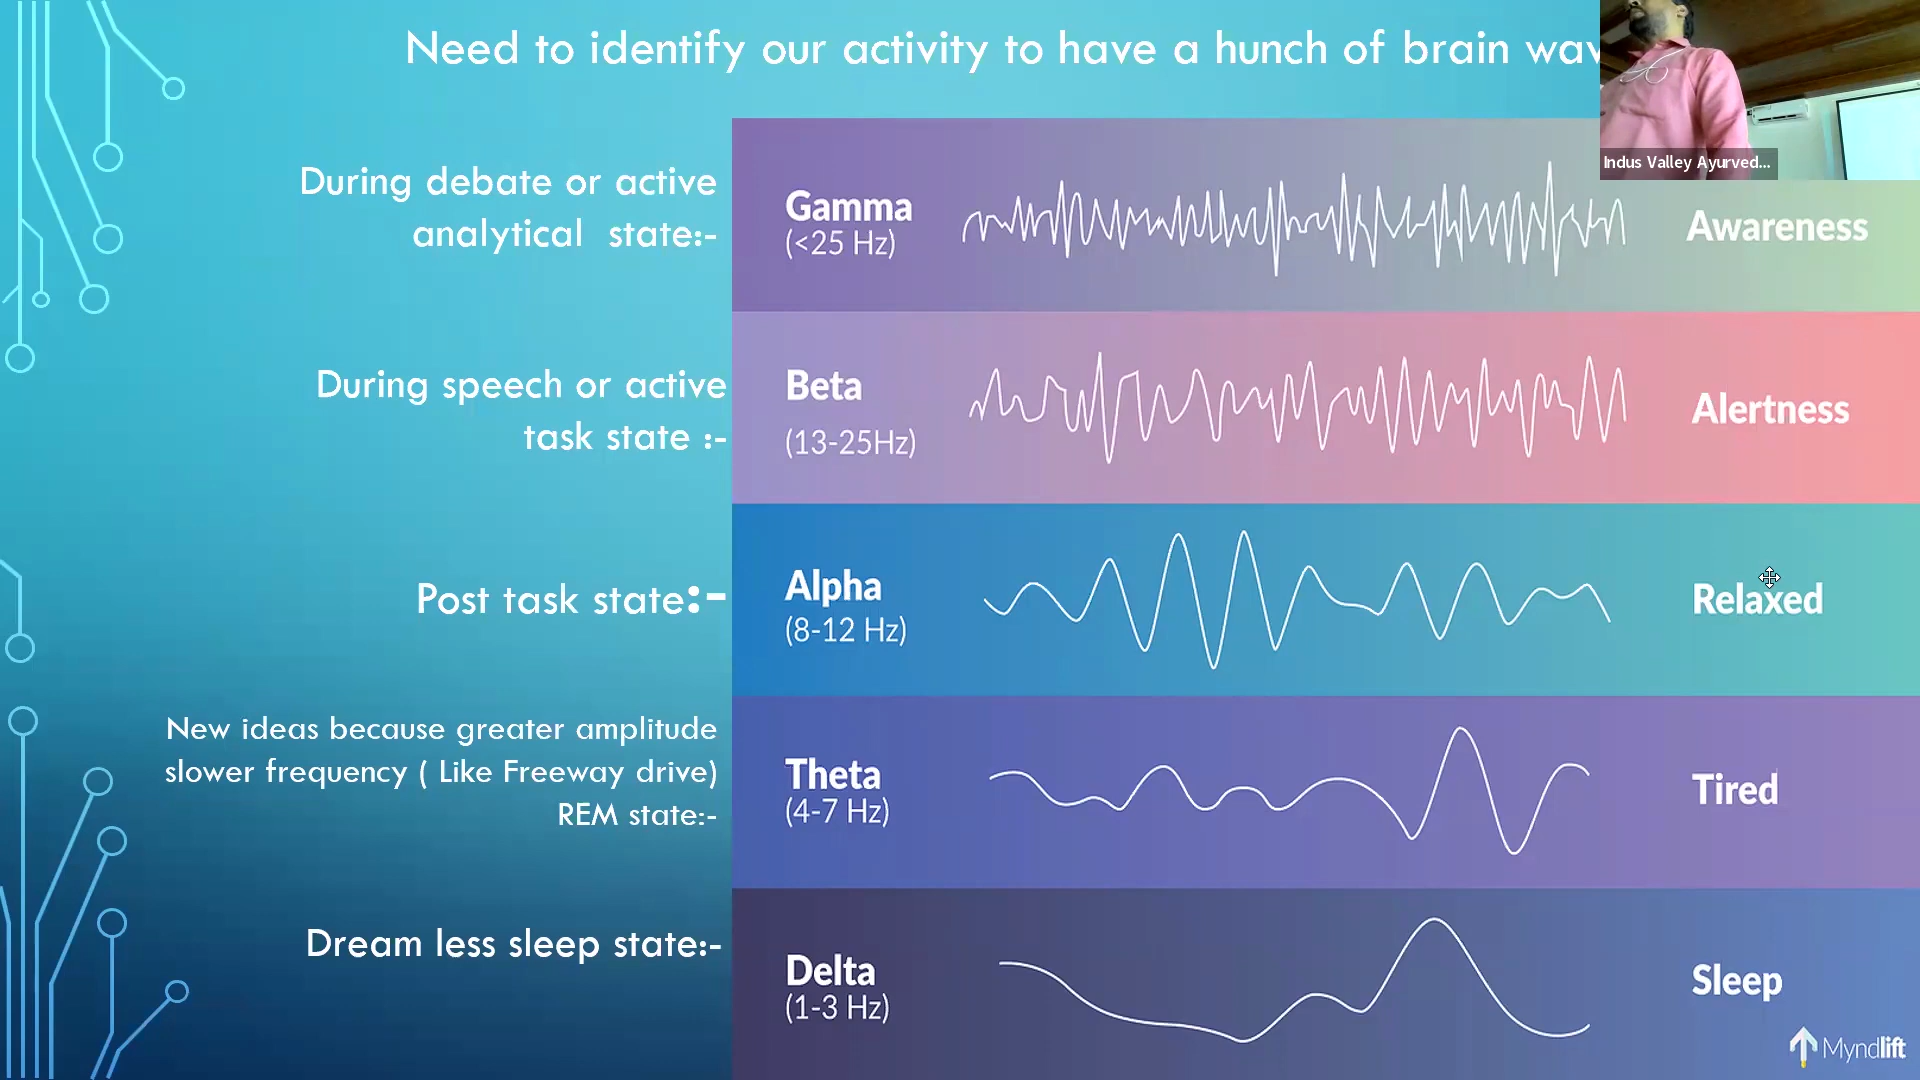 Need to identify our activity to have a hunch of brain
Indus Valley Ayurved...
During debate or active
analytical state:-
Gamma
(<25 Hz)
Awareness
During speech or active
task state :-
Beta
(13-25Hz)
Alertness
Post task state:-
Alpha
(8-12 Hz)
Relaxed
New ideas because greater amplitude
slower frequency ( Like Freeway drive)
REM state:-
Theta
(4-7 Hz)
Tired
Dream less sleep state:-
Delta
(1-3 Hz)
Sleep
Myndlift